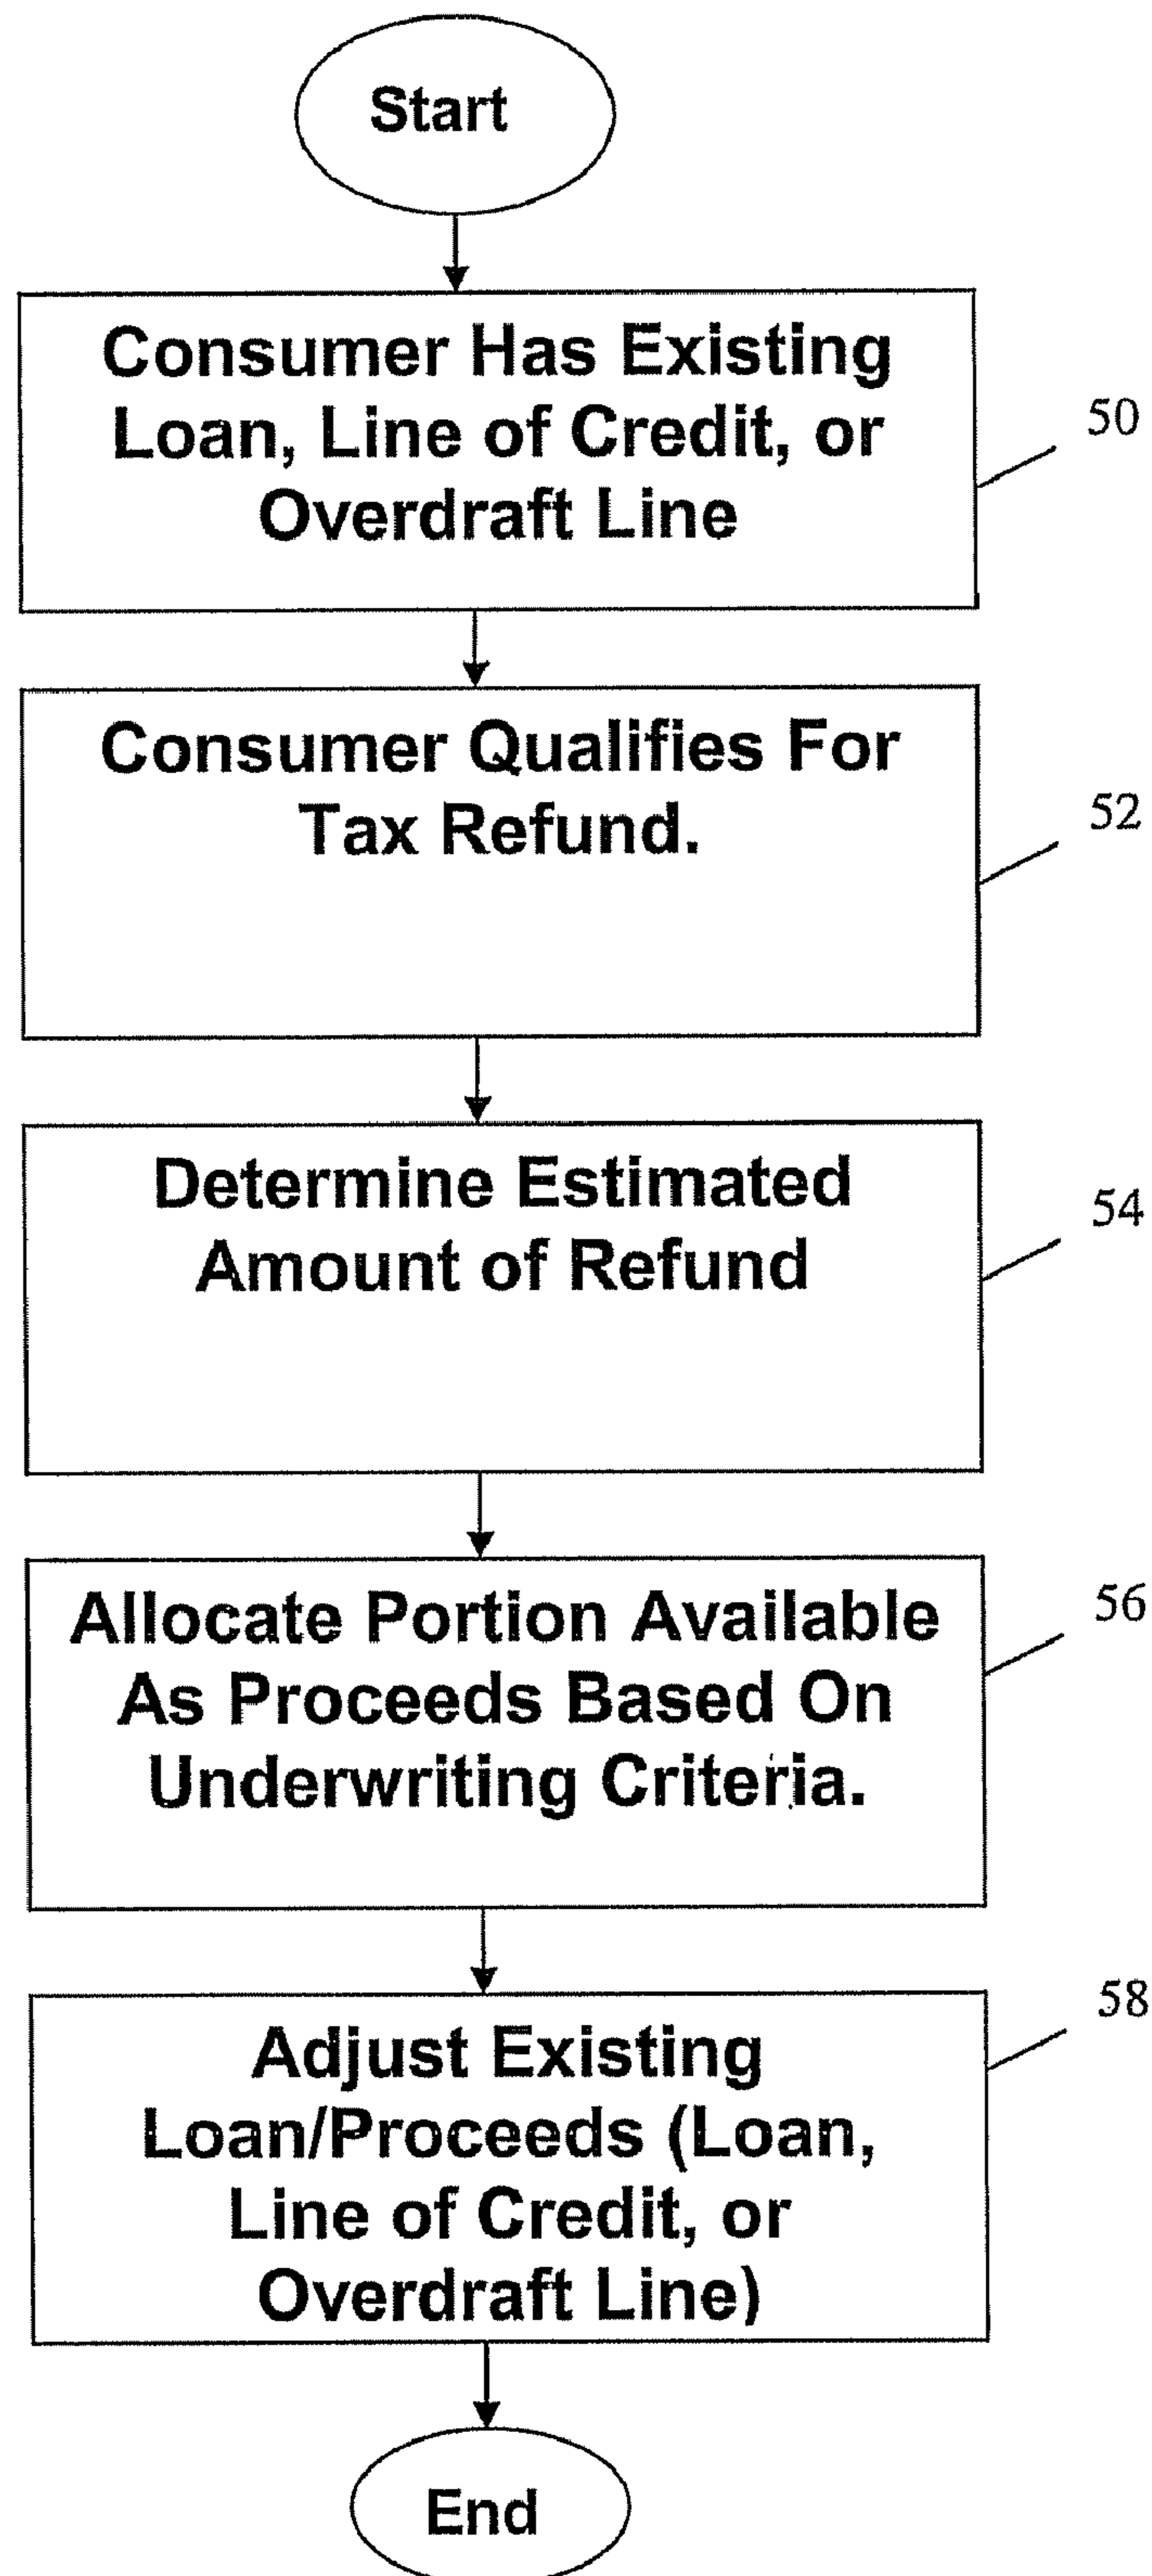 Start
Consumer Has Existing
Loan, Line of Credit, or
Overdraft Line
50
Consumer Qualifies For
Tax Refund.
52
Determine Estimated
Amount of Refund
54
Allocate Portion Available
As Proceeds Based On
Underwriting Criteria.
56
Adjust Existing
Loan/Proceeds (Loan,
Line of Credit, or
Overdraft Line)
58
End